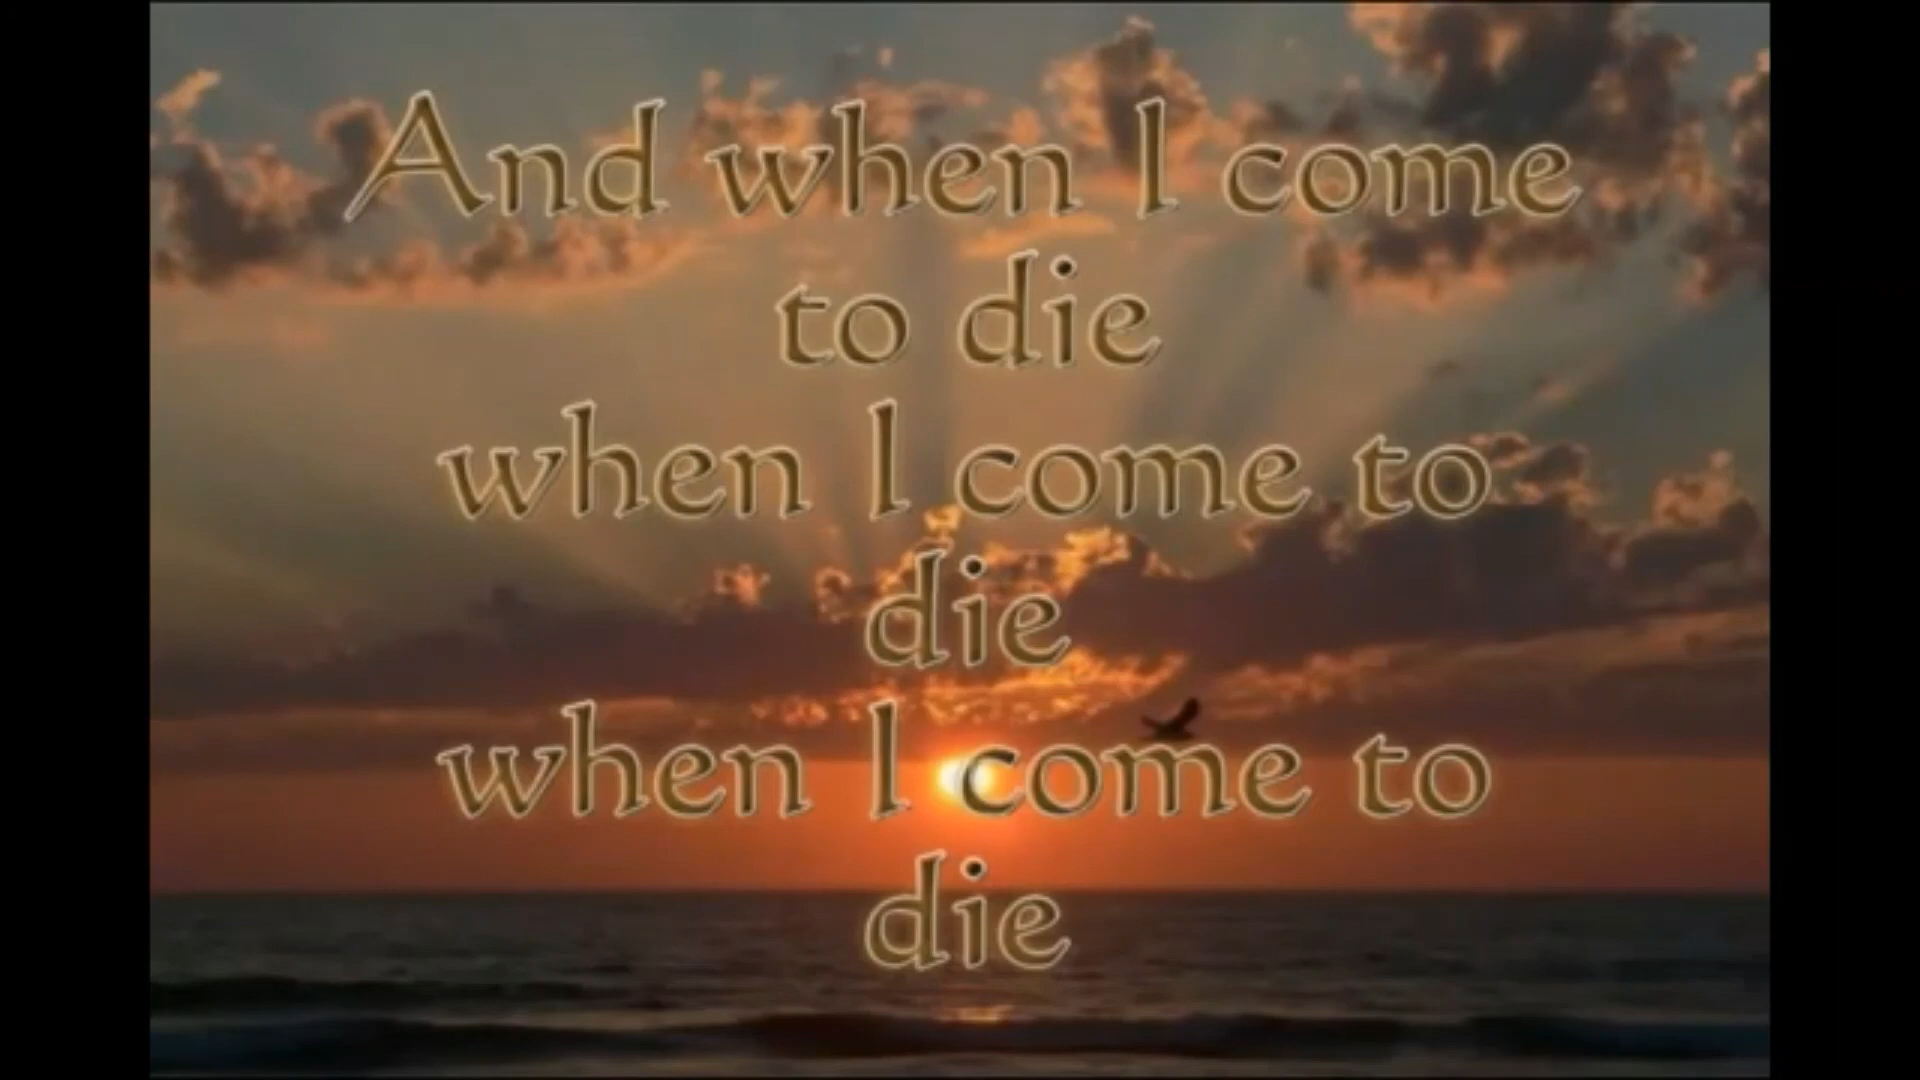 And when I come
to die
when I come to
die
when I come to
die